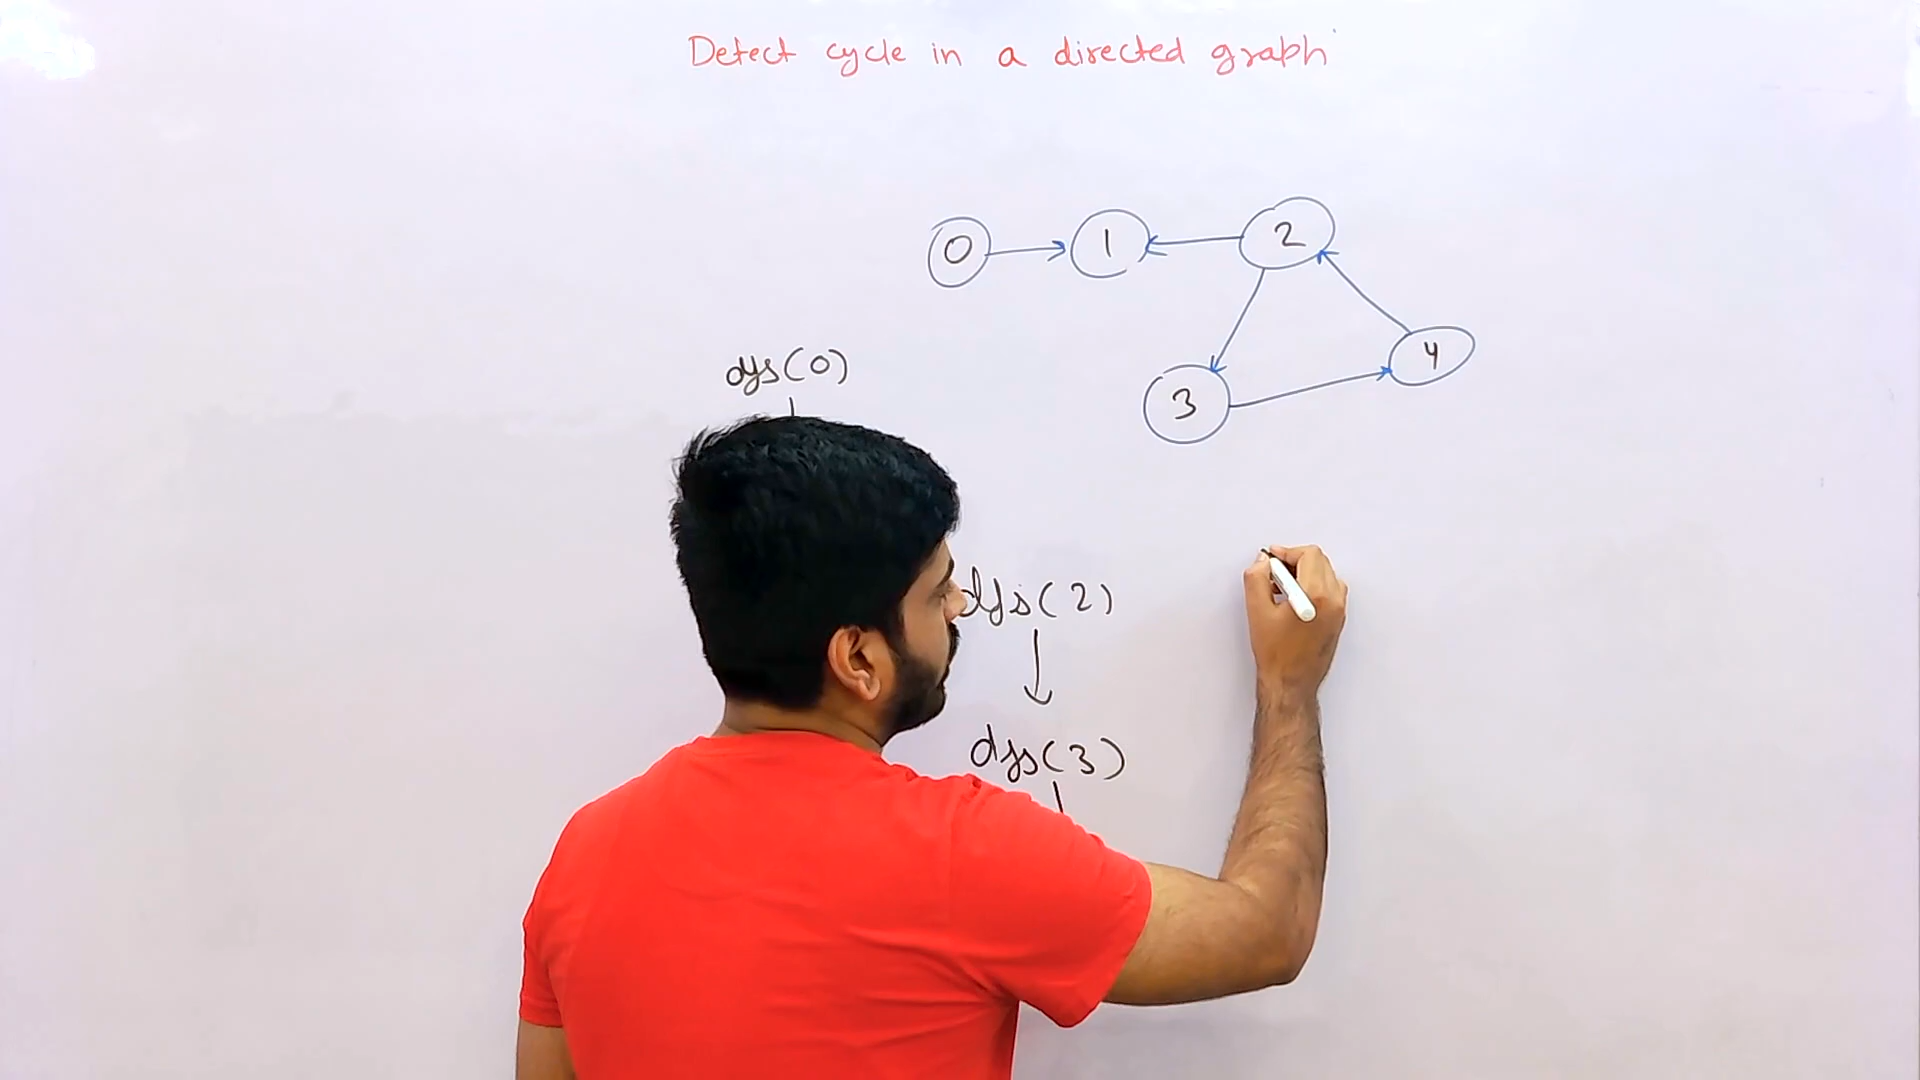 Detect cycle in a directed graph
0
1
2
3
4
dfs(0)
dfs(2)
dfs(3)